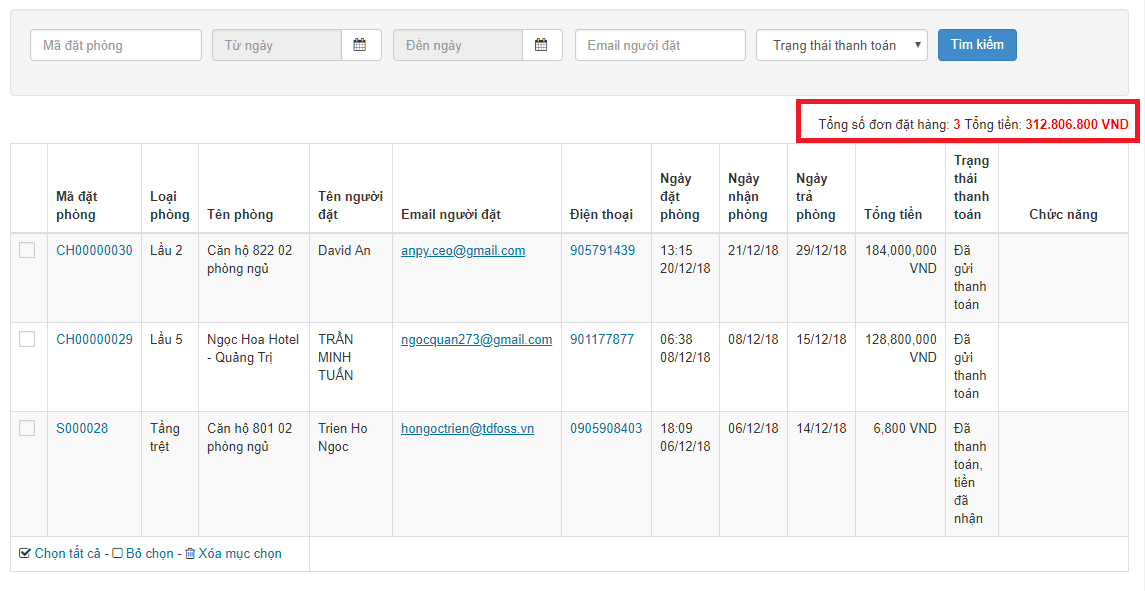 Mã đặt phòng
Từ ngày
Đến ngày
Email người đặt
Trạng thái thanh toán
Tìm kiếm
Tổng số đơn đặt hàng: 3 Tổng tiền: 312.806.800 VND
Mã đặt
phòng
Loại
phòng
Tên phòng
Tên người
đặt
Email người đặt
Điện thoại
Ngày
đặt
phòng
Ngày
nhận
phòng
Ngày
trả
phòng
Tổng tiền
Trạng
thái
thanh
toán
Chức năng
CH00000030
Lầu 2
Căn hộ 822 02
phòng ngủ
David An
anpy.ceo@gmail.com
905791439
13:15
20/12/18
21/12/18
29/12/18
184,000,000
VND
Đã
gửi
thanh
toán
CH00000029
Lầu 5
Ngọc Hoa Hotel
- Quảng Trị
TRẦN
MINH
TUẤN
ngocquan273@gmail.com
901177877
06:38
08/12/18
08/12/18
15/12/18
128,800,000
VND
Đã
gửi
thanh
toán
S000028
Tầng
trệt
Căn hộ 801 02
phòng ngủ
Trien Ho
Ngoc
hongoctrien@tdfoss.vn
0905908403
18:09
06/12/18
06/12/18
14/12/18
6,800 VND
Đã
thanh
toán,
tiền
đã
nhận
Chọn tất cả - Bỏ chọn - Xóa mục chọn